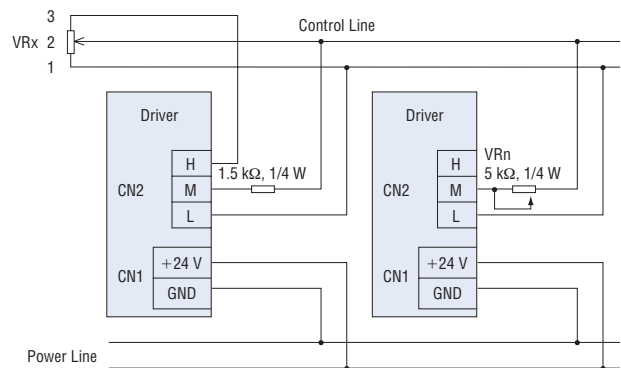 3
Control Line
VRx 2
1
Driver
H
1.5 kΩ, 1/4 W
CN2
M
L
+24 V
CN1
GND
Driver
H
VRn
5 kΩ, 1/4 W
CN2
M
L
+24 V
CN1
GND
Power Line